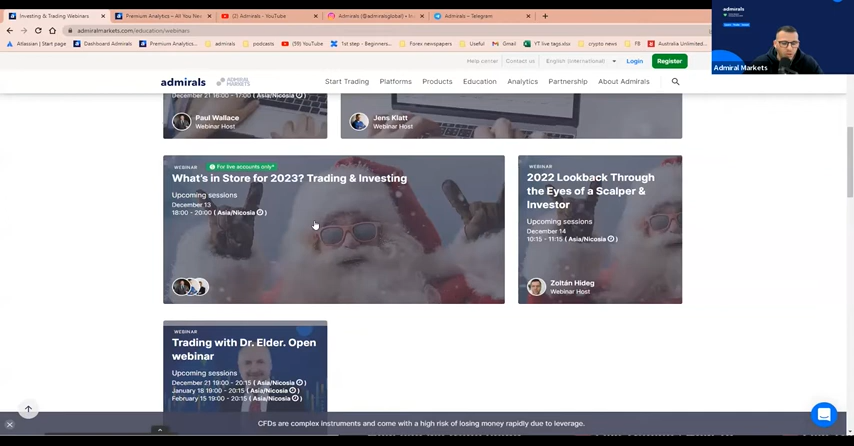 Investing & Trading Webinars
Premium Analytics – All You Nee
(2) Admirals - YouTube
Admirals (@admiralsglobal) • In
Admirals – Telegram
admiralmarkets.com/education/webinars
Atlassian | Start page
Dashboard Admirals
Premium Analytics,...
admirals
podcasts
(39) YouTube
1st step - Beginners...
Forex newspapers
Useful
Gmail
YT live tags.xlsx
crypto news
FB
Australia Unlimited...
Admiral Markets
Help center
Contact us
English (International)
Login
Register
admirals
ADMIRAL MARKETS
Start Trading
Platforms
Products
Education
Analytics
Partnership
About Admirals
December 21 16:00 - 17:00 ( Asia/Nicosia )
Paul Wallace
Webinar Host
Jens Klatt
Webinar Host
WEBINAR
For live accounts only*
What's in Store for 2023? Trading & Investing
Upcoming sessions
December 13
18:00 - 20:00 ( Asia/Nicosia )
WEBINAR
2022 Lookback Through
the Eyes of a Scalper &
Investor
Upcoming sessions
December 14
10:15 - 11:15 ( Asia/Nicosia )
Zoltán Hideg
Webinar Host
WEBINAR
Trading with Dr. Elder. Open
webinar
Upcoming sessions
December 21 19:00 - 20:15 ( Asia/Nicosia )
January 18 19:00 - 20:15 ( Asia/Nicosia )
February 15 19:00 - 20:15 ( Asia/Nicosia )
CFDs are complex instruments and come with a high risk of losing money rapidly due to leverage.